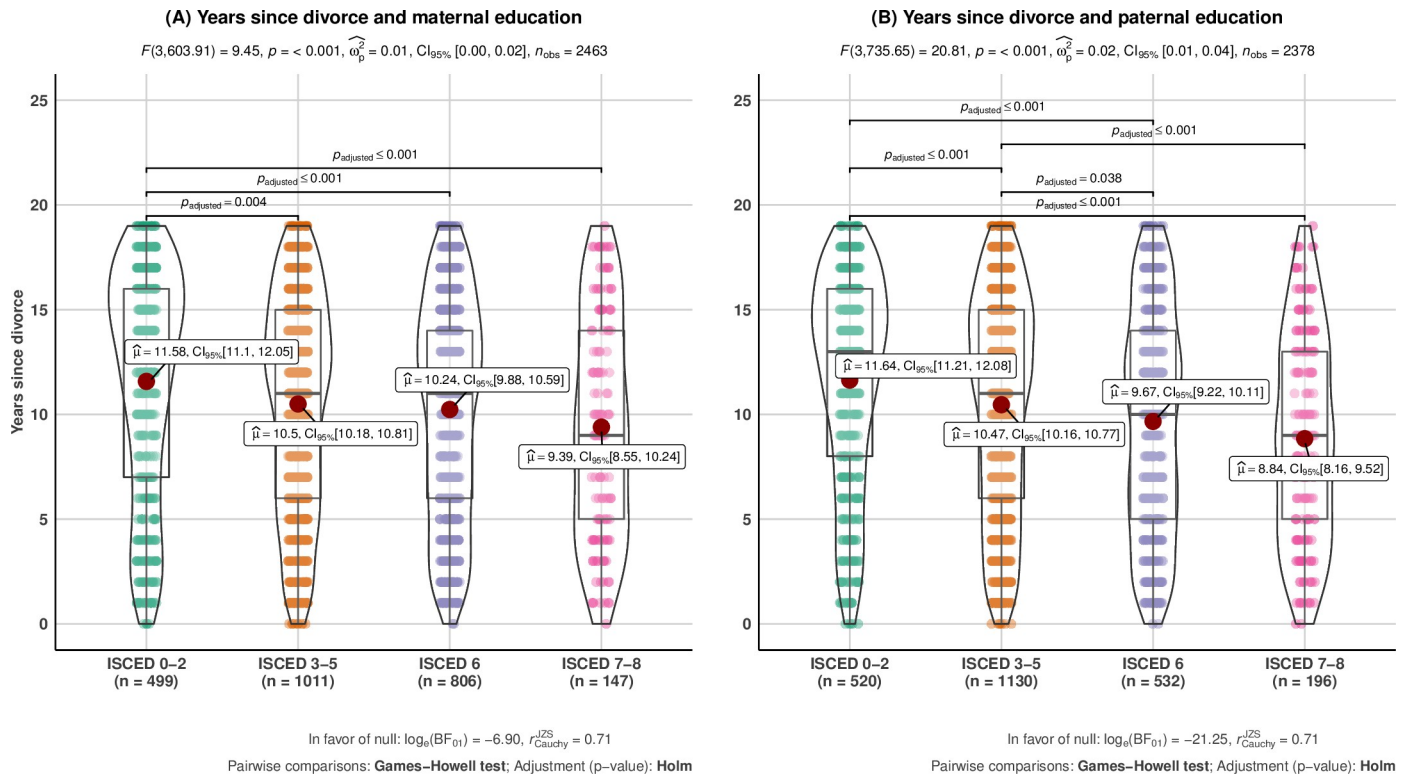 (A) Years since divorce and maternal education
F(3,603.91) = 9.45, p = < 0.001, ω̂²ₚ = 0.01, CI95% [0.00, 0.02], nobs = 2463
25
20
15
10
5
0
Years since divorce
padjusted ≤ 0.001
padjusted ≤ 0.001
padjusted = 0.004
μ̂ = 11.58, CI95%[11.1, 12.05]
μ̂ = 10.24, CI95%[9.88, 10.59]
μ̂ = 10.5, CI95%[10.18, 10.81]
μ̂ = 9.39, CI95%[8.55, 10.24]
ISCED 0−2 ISCED 3−5 ISCED 6 ISCED 7−8
(n = 499) (n = 1011) (n = 806) (n = 147)
In favor of null: loge(BF01) = −6.90, r JZS Cauchy = 0.71
Pairwise comparisons: Games−Howell test; Adjustment (p−value): Holm
(B) Years since divorce and paternal education
F(3,735.65) = 20.81, p = < 0.001, ω̂²ₚ = 0.02, CI95% [0.01, 0.04], nobs = 2378
25
20
15
10
5
0
padjusted ≤ 0.001
padjusted ≤ 0.001
padjusted ≤ 0.001
padjusted = 0.038
padjusted ≤ 0.001
μ̂ = 11.64, CI95%[11.21, 12.08]
μ̂ = 9.67, CI95%[9.22, 10.11]
μ̂ = 10.47, CI95%[10.16, 10.77]
μ̂ = 8.84, CI95%[8.16, 9.52]
ISCED 0−2 ISCED 3−5 ISCED 6 ISCED 7−8
(n = 520) (n = 1130) (n = 532) (n = 196)
In favor of null: loge(BF01) = −21.25, r JZS Cauchy = 0.71
Pairwise comparisons: Games−Howell test; Adjustment (p−value): Holm